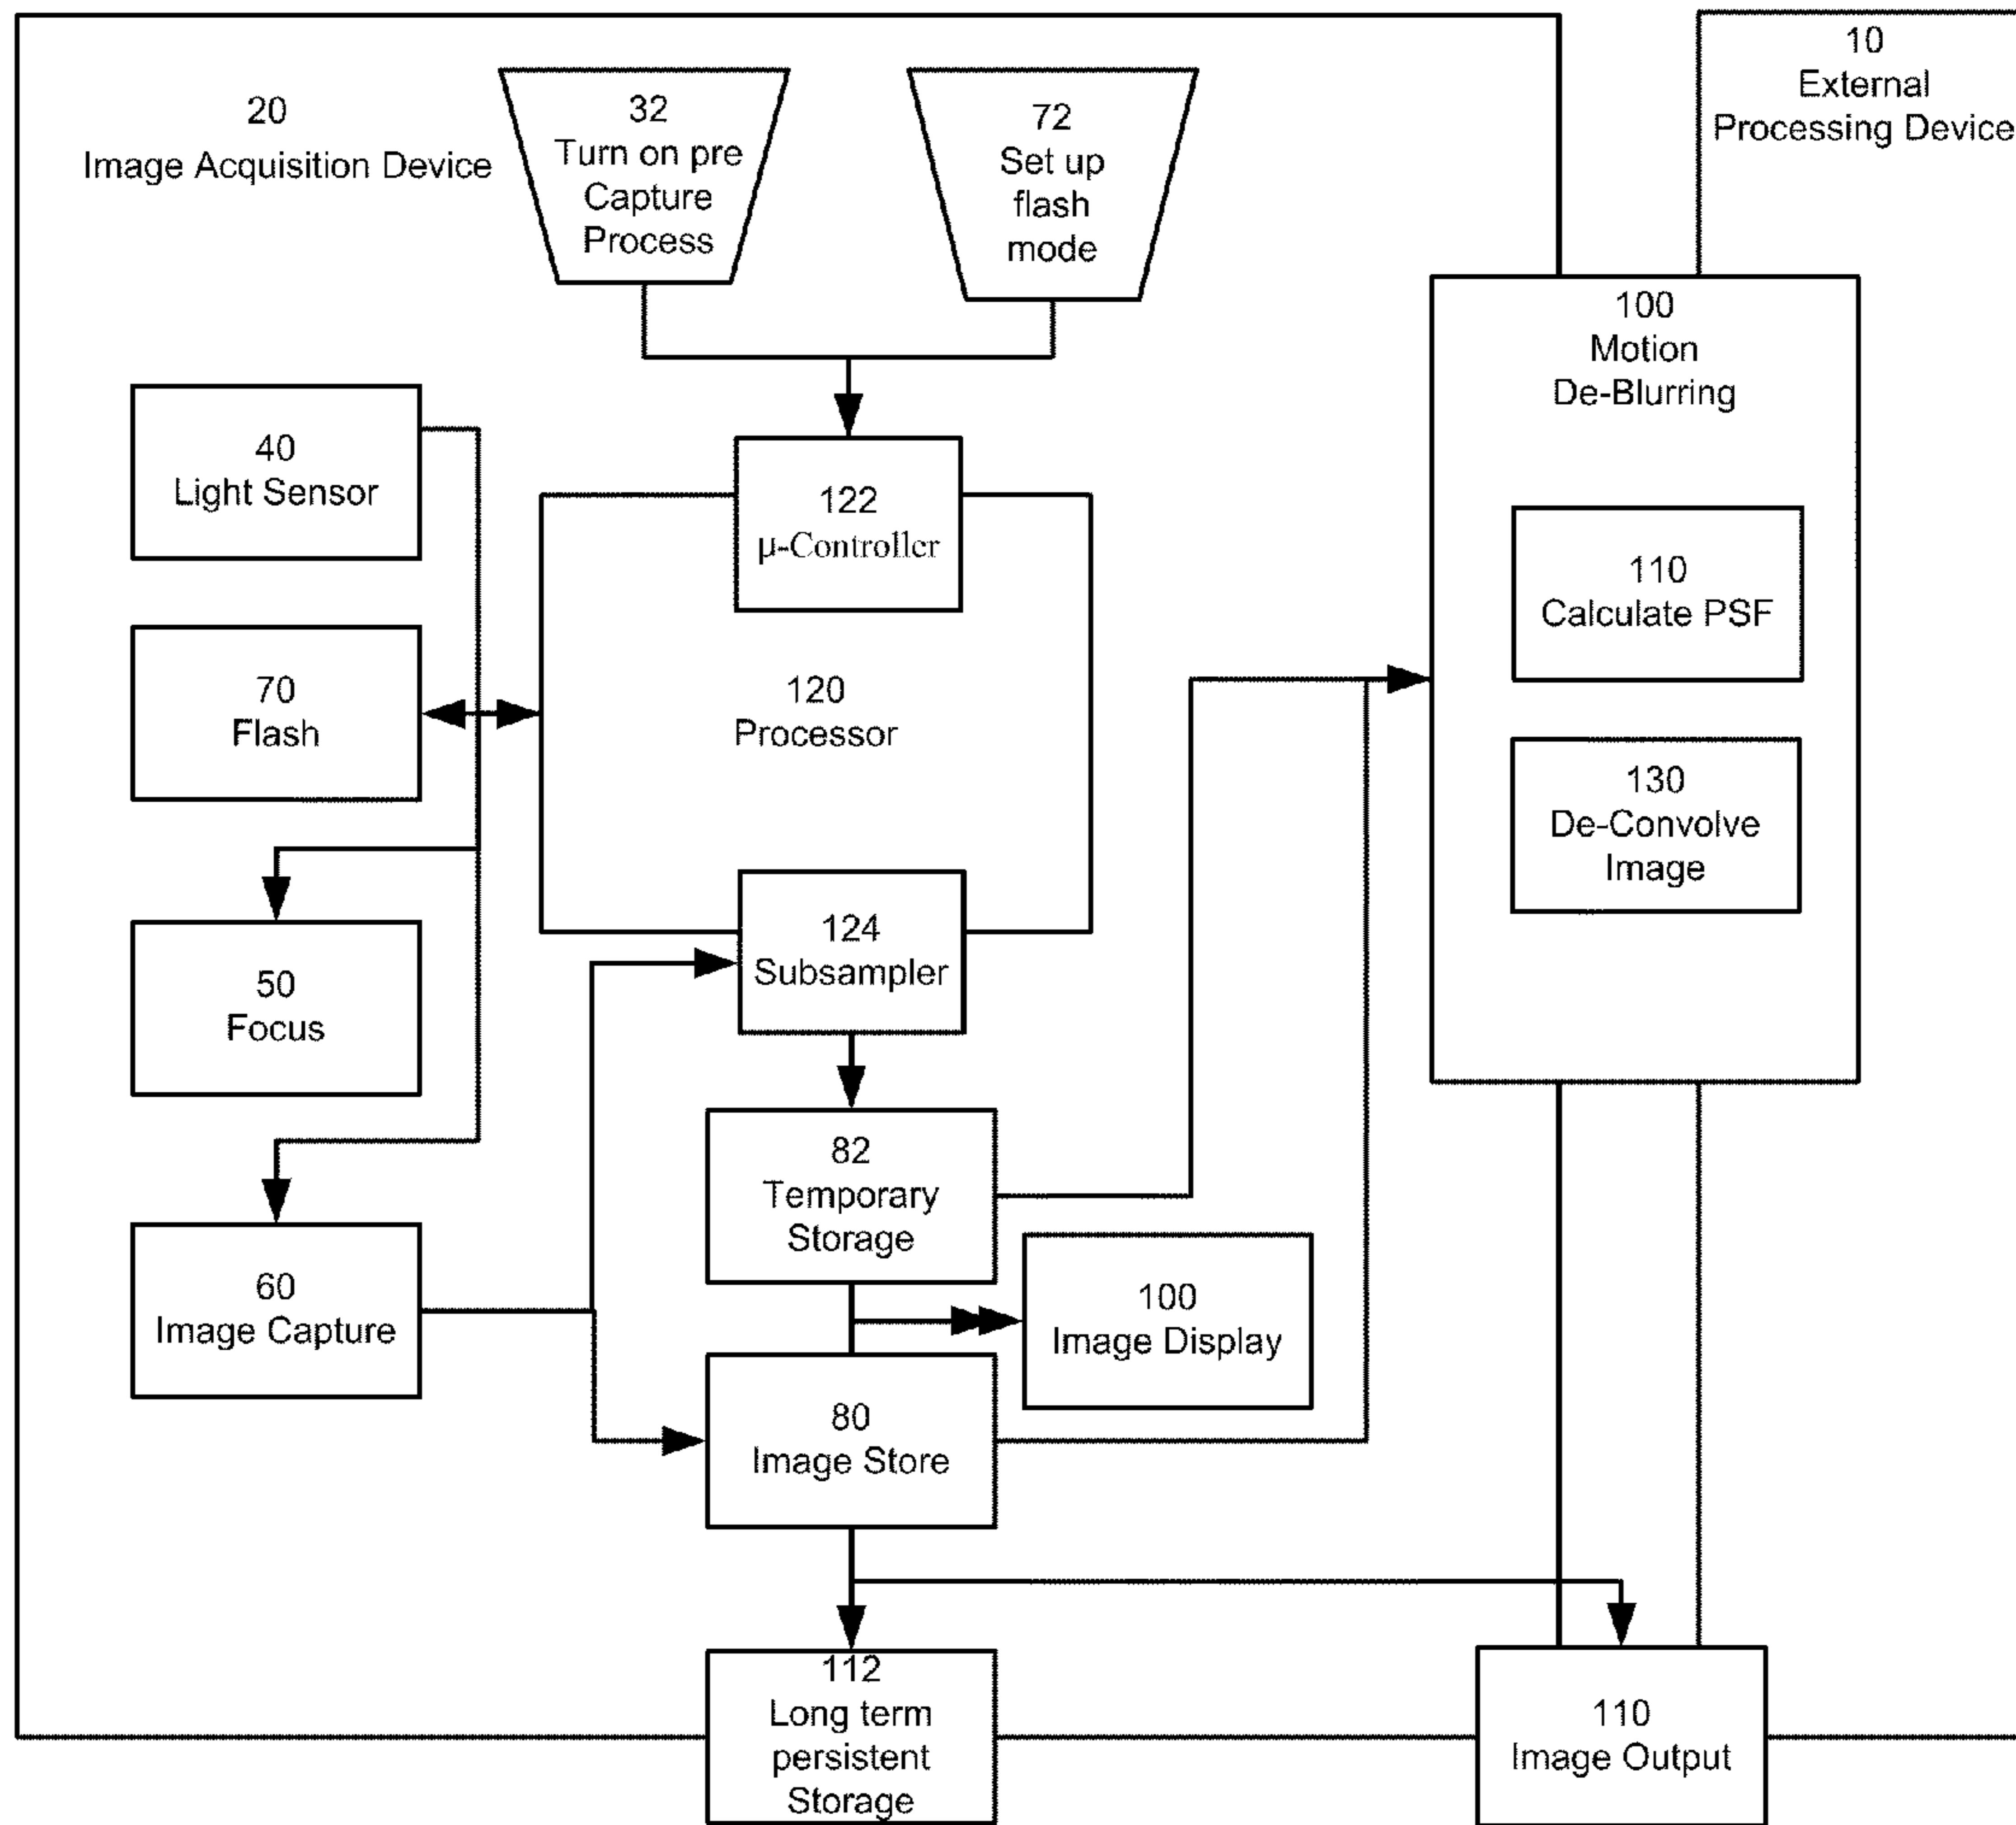 20
Image Acquisition Device
32
Turn on pre
Capture
Process
72
Set up
flash
mode
10
External
Processing Device
100
Motion
De-Blurring
40
Light Sensor
122
µ-Controller
110
Calculate PSF
70
Flash
120
Processor
130
De-Convolve
Image
50
Focus
124
Subsampler
82
Temporary
Storage
60
Image Capture
100
Image Display
80
Image Store
112
Long term
persistent
Storage
110
Image Output